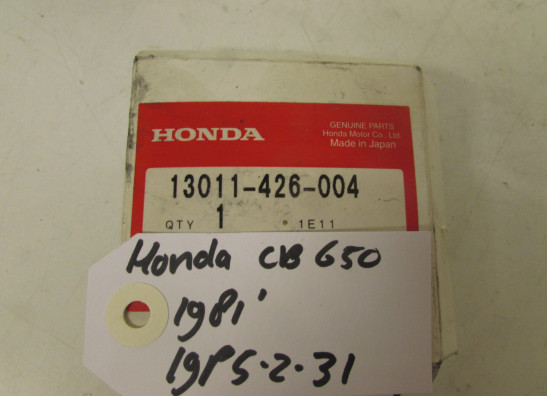 HONDA
GENUINE PARTS
Honda Motor Co., Ltd.
Made in Japan
13011-426-004
QTY 1 * 1E11
Honda CB 650
1981'
19PS-2-31